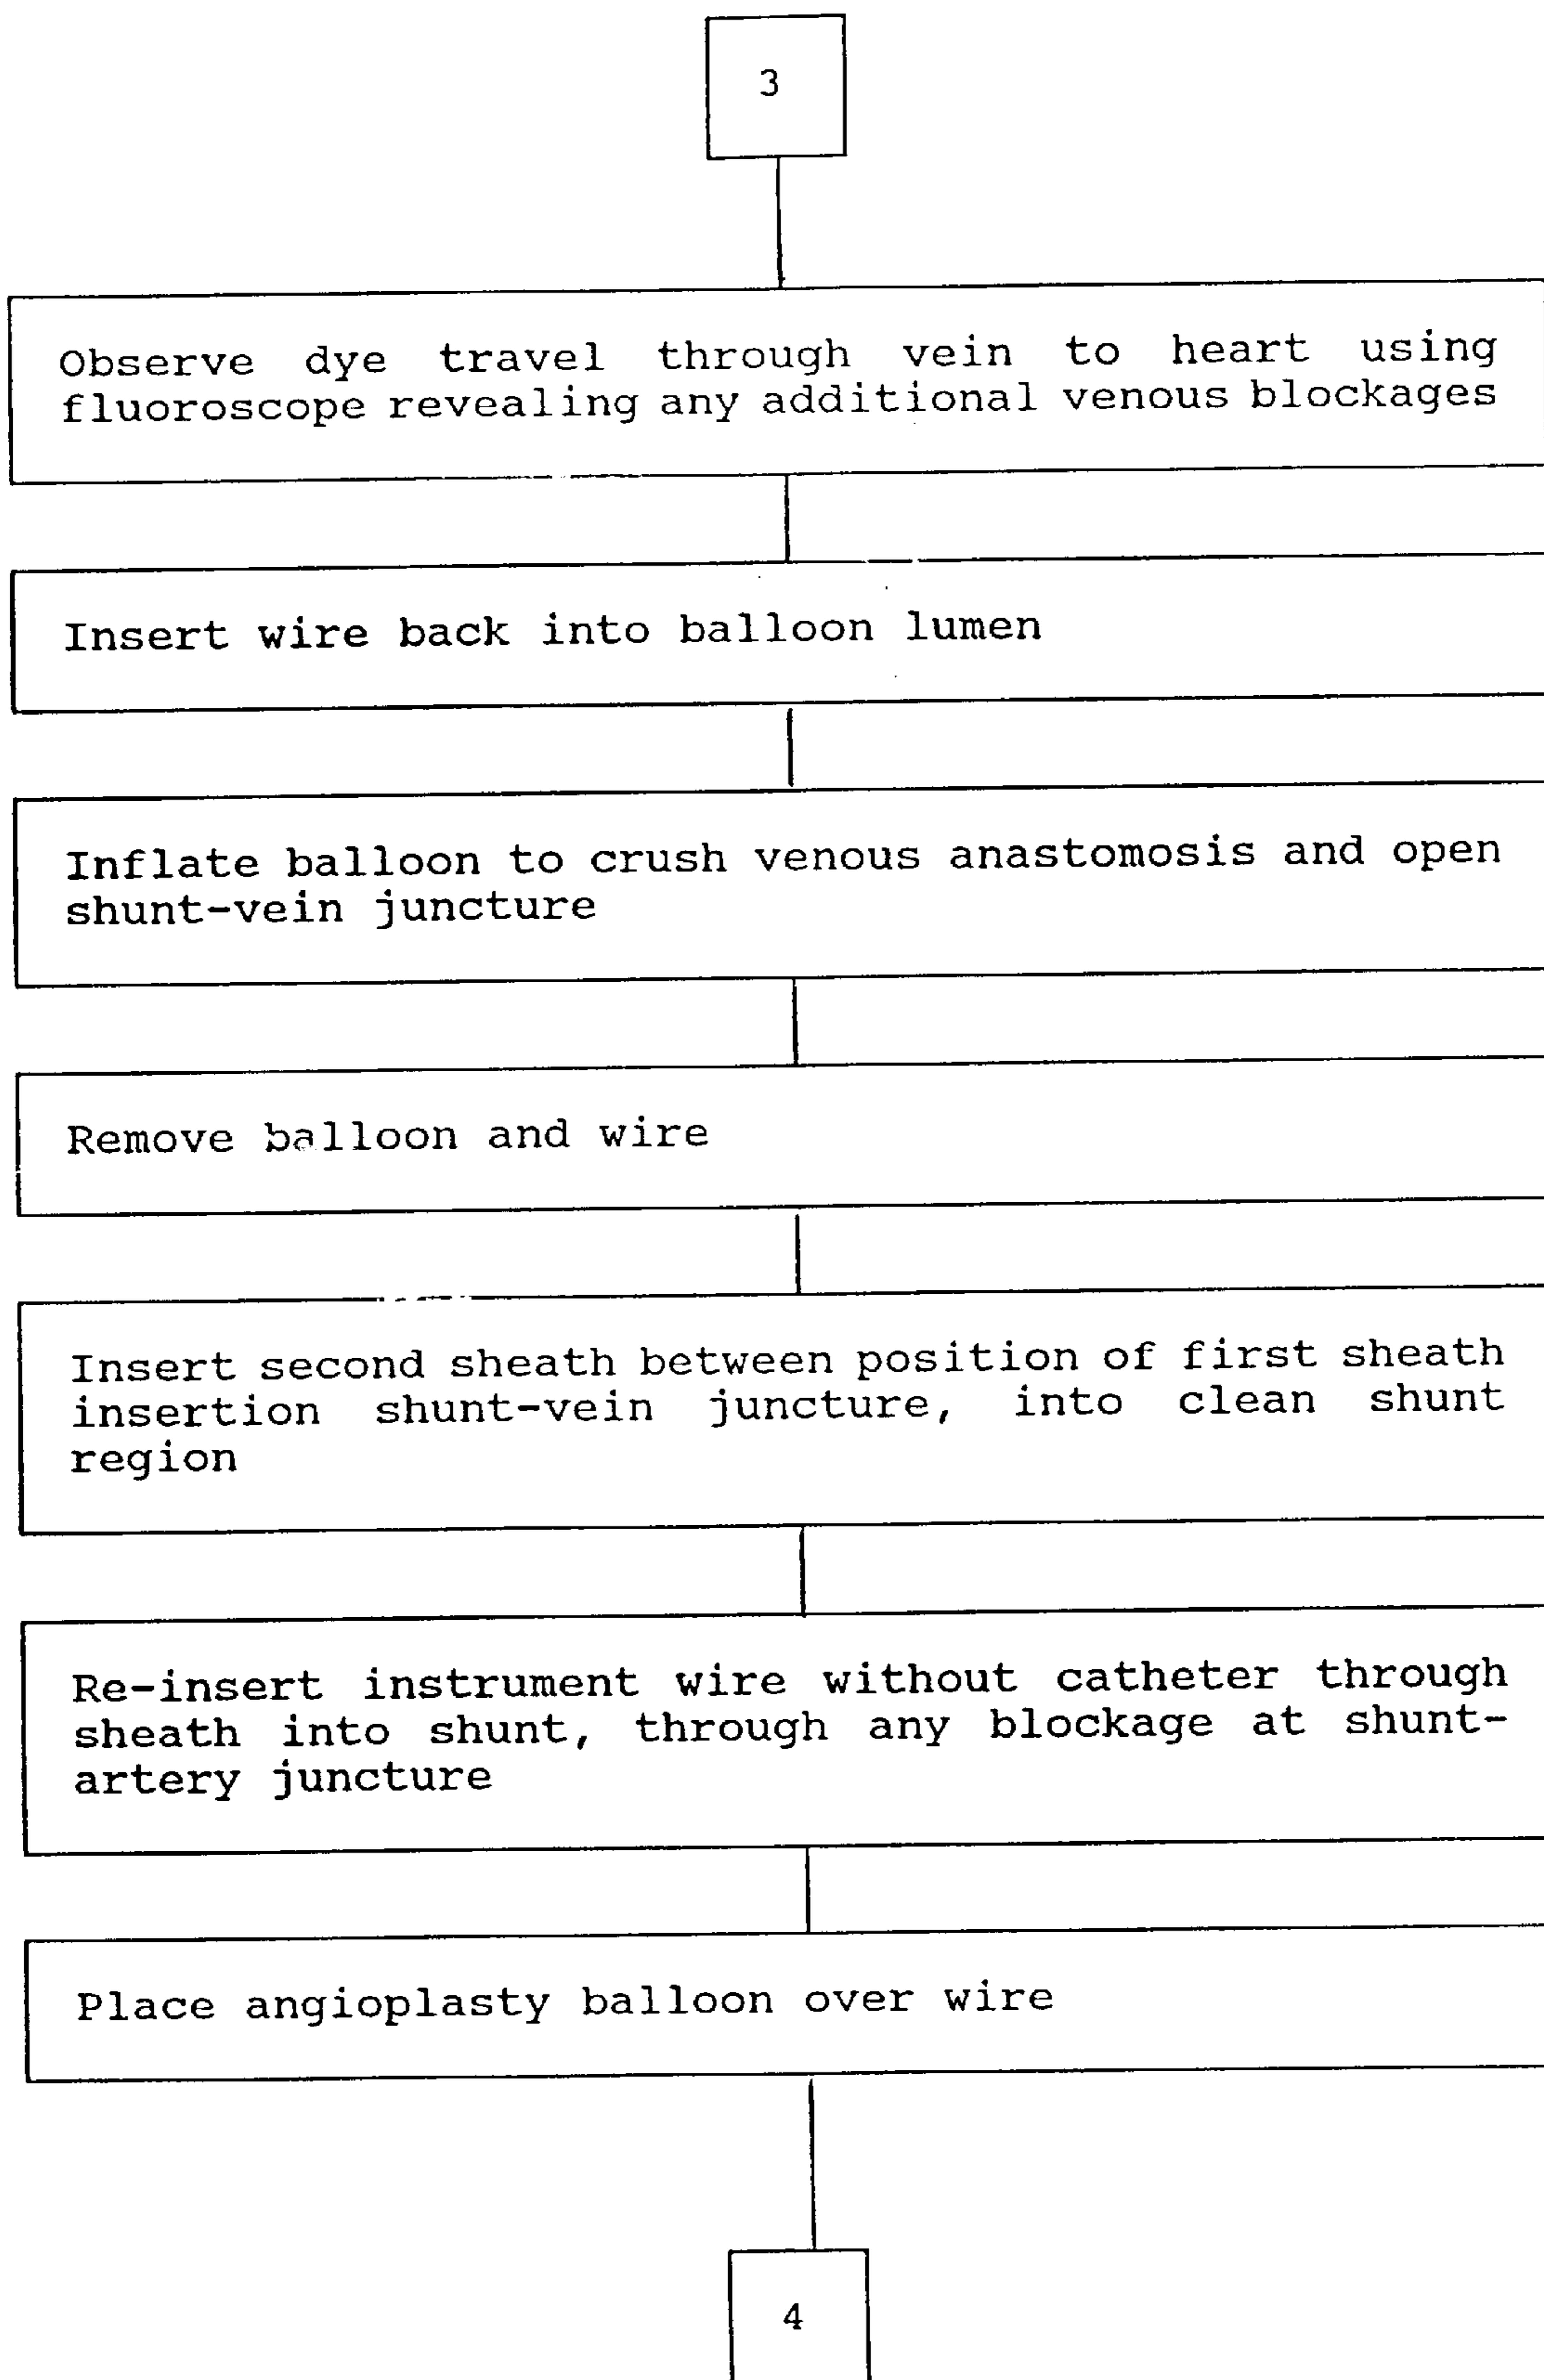 3
Observe dye travel through vein to heart using
fluoroscope revealing any additional venous blockages
Insert wire back into balloon lumen
Inflate balloon to crush venous anastomosis and open
shunt-vein juncture
Remove balloon and wire
Insert second sheath between position of first sheath
insertion shunt-vein juncture, into clean shunt
region
Re-insert instrument wire without catheter through
sheath into shunt, through any blockage at shunt-
artery juncture
Place angioplasty balloon over wire
4